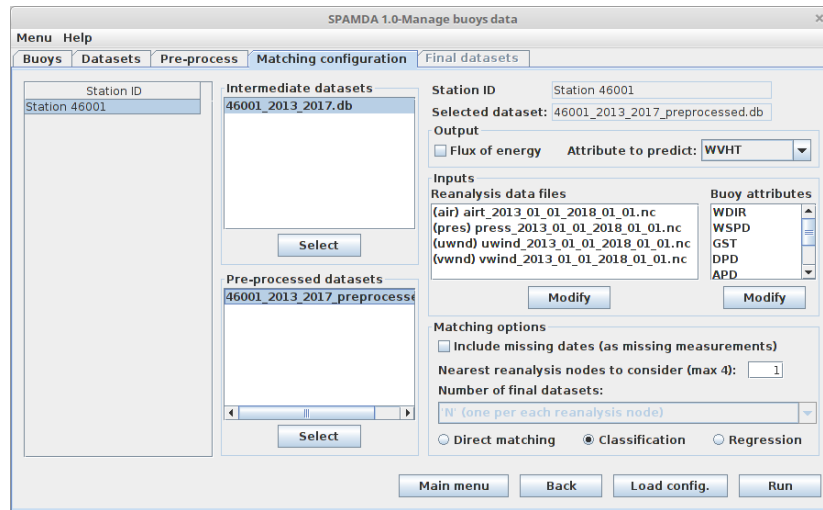 SPAMDA 1.0-Manage buoys data
Menu Help
Buoys Datasets Pre-process Matching configuration Final datasets
Station ID
Station 46001
Intermediate datasets
46001_2013_2017.db
Select
Pre-processed datasets
46001_2013_2017_preprocesse
Select
Station ID Station 46001
Selected dataset: 46001_2013_2017_preprocessed.db
Output
Flux of energy Attribute to predict: WVHT
Inputs
Reanalysis data files
(air) airt_2013_01_01_2018_01_01.nc
(pres) press_2013_01_01_2018_01_01.nc
(uwnd) uwind_2013_01_01_2018_01_01.nc
(vwnd) vwind_2013_01_01_2018_01_01.nc
Modify
Buoy attributes
WDIR
WSPD
GST
DPD
APD
Modify
Matching options
Include missing dates (as missing measurements)
Nearest reanalysis nodes to consider (max 4): 1
Number of final datasets:
'N' (one per each reanalysis node)
Direct matching Classification Regression
Main menu Back Load config. Run